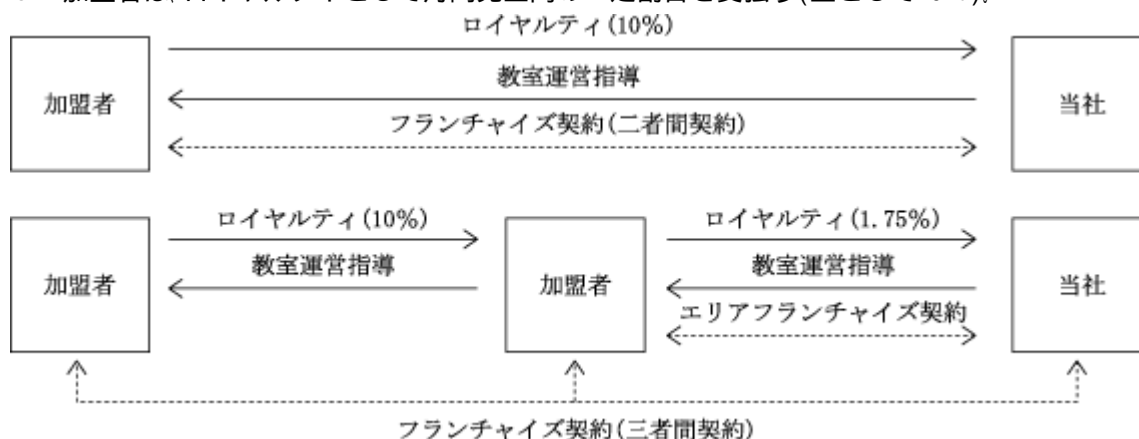 ロイヤルティ(10%)
教室運営指導
加盟者
当社
フランチャイズ契約(二者間契約)
ロイヤルティ(10%)
ロイヤルティ(1.75%)
教室運営指導
教室運営指導
加盟者
加盟者
当社
エリアフランチャイズ契約
フランチャイズ契約(三者間契約)